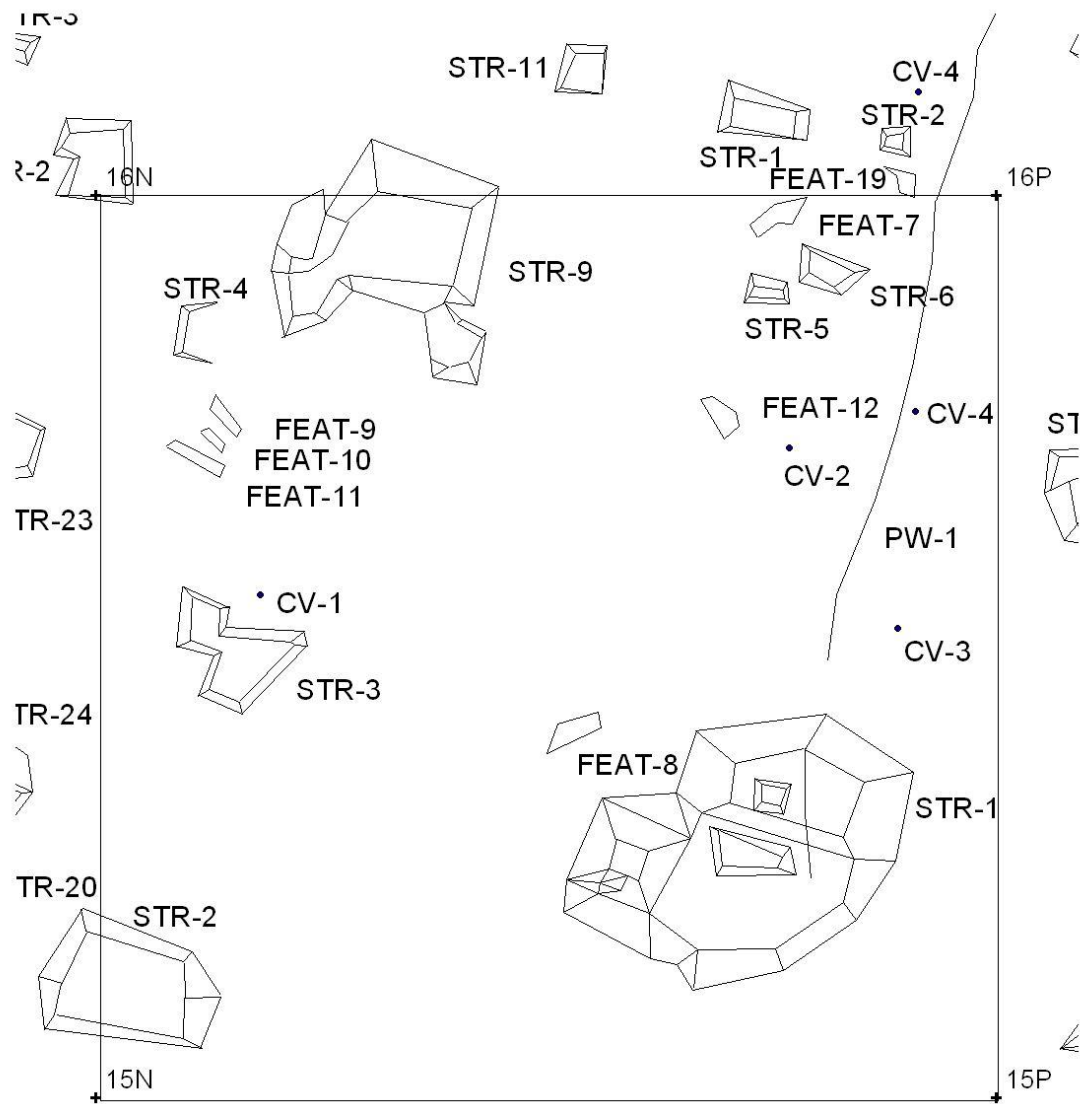 TR-3
STR-11
CV-4
STR-2
STR-1
R-2
16N
FEAT-19
16P
FEAT-7
STR-9
STR-4
STR-6
STR-5
FEAT-12
CV-4
ST
FEAT-9
FEAT-10
CV-2
FEAT-11
TR-23
PW-1
CV-1
CV-3
STR-3
TR-24
FEAT-8
STR-1
TR-20
STR-2
15N
15P